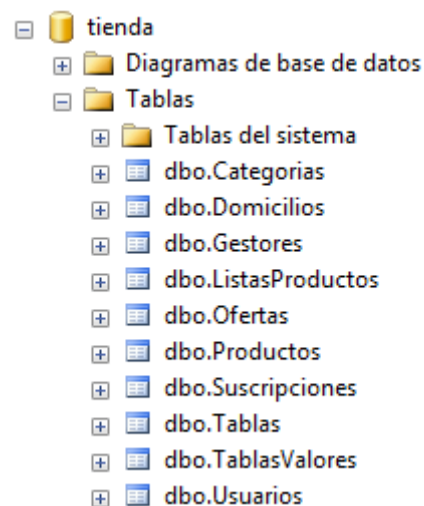 tienda
Diagramas de base de datos
Tablas
Tablas del sistema
dbo.Categorias
dbo.Domicilios
dbo.Gestores
dbo.ListasProductos
dbo.Ofertas
dbo.Productos
dbo.Suscripciones
dbo.Tablas
dbo.TablasValores
dbo.Usuarios